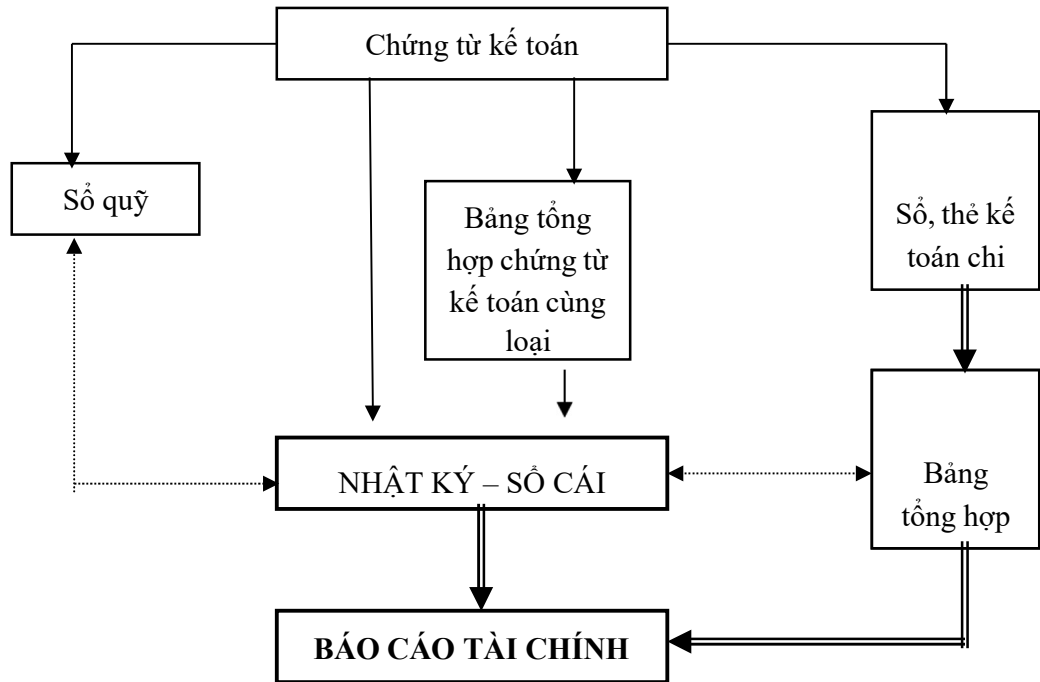 Chứng từ kế toán
Sổ quỹ
Bảng tổng
hợp chứng từ
kế toán cùng
loại
Sổ, thẻ kế
toán chi
NHẬT KÝ – SỔ CÁI
Bảng
tổng hợp
BÁO CÁO TÀI CHÍNH